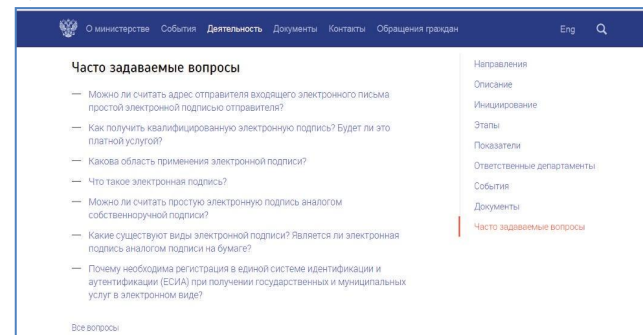 О министерстве События Деятельность Документы Контакты Обращения граждан Eng
Часто задаваемые вопросы
— Можно ли считать адрес отправителя входящего электронного письма
простой электронной подписью отправителя?
— Как получить квалифицированную электронную подпись? Будет ли это
платной услугой?
— Какова область применения электронной подписи?
— Что такое электронная подпись?
— Можно ли считать простую электронную подпись аналогом
собственноручной подписи?
— Какие существуют виды электронной подписи? Является ли электронная
подпись аналогом подписи на бумаге?
— Почему необходима регистрация в единой системе идентификации и
аутентификации (ЕСИА) при получении государственных и муниципальных
услуг в электронном виде?
Все вопросы
Направления
Описание
Инициирование
Этапы
Показатели
Ответственные департаменты
События
Документы
Часто задаваемые вопросы